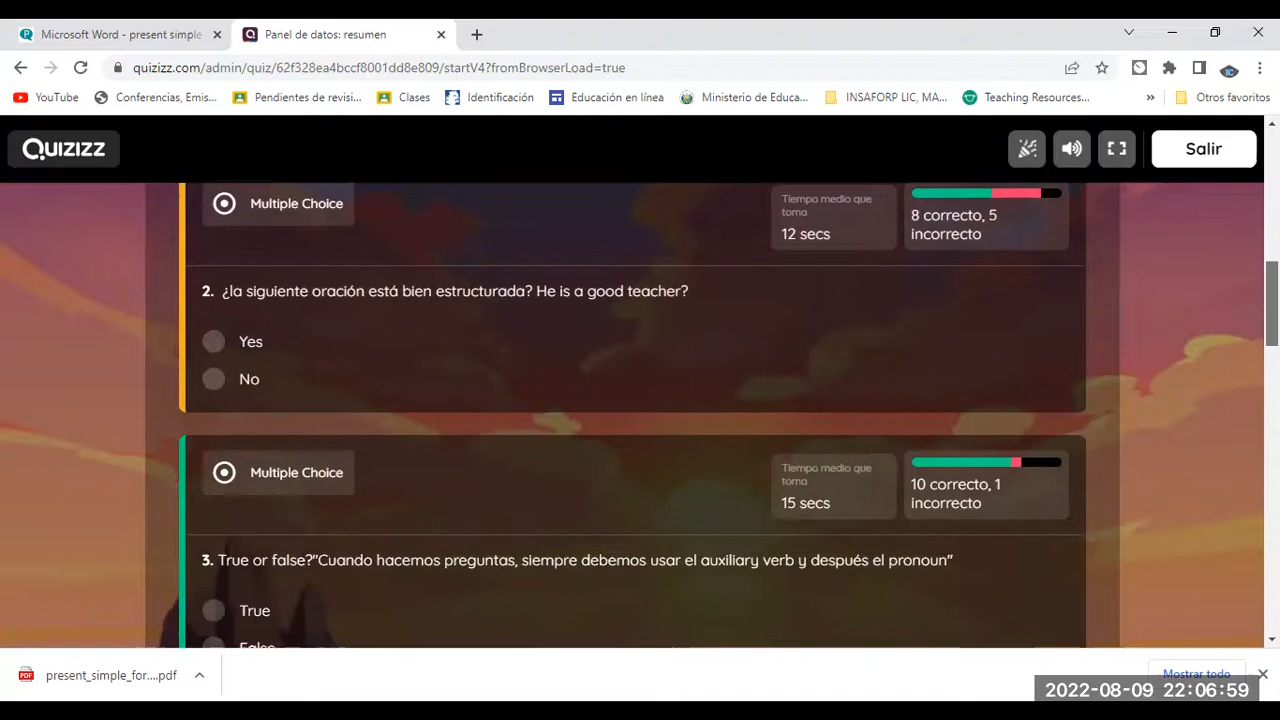 Microsoft Word - present simple
Panel de datos: resumen
quizizz.com/admin/quiz/62f328ea4bccf8001dd8e809/startV4?fromBrowserLoad=true
YouTube
Conferencias, Emis...
Pendientes de revisi...
Clases
Identificación
Educación en línea
Ministerio de Educa...
INSAFORP LIC, MA...
Teaching Resources...
»
Otros favoritos
QUIZIZZ
Salir
Multiple Choice
Tiempo medio que
toma
12 secs
8 correcto, 5
incorrecto
2. ¿la siguiente oración está bien estructurada? He is a good teacher?
Yes
No
Multiple Choice
Tiempo medio que
toma
15 secs
10 correcto, 1
incorrecto
3. True or false?"Cuando hacemos preguntas, siempre debemos usar el auxiliary verb y después el pronoun"
True
False
present_simple_for....pdf
Mostrar todo
2022-08-09 22:06:59